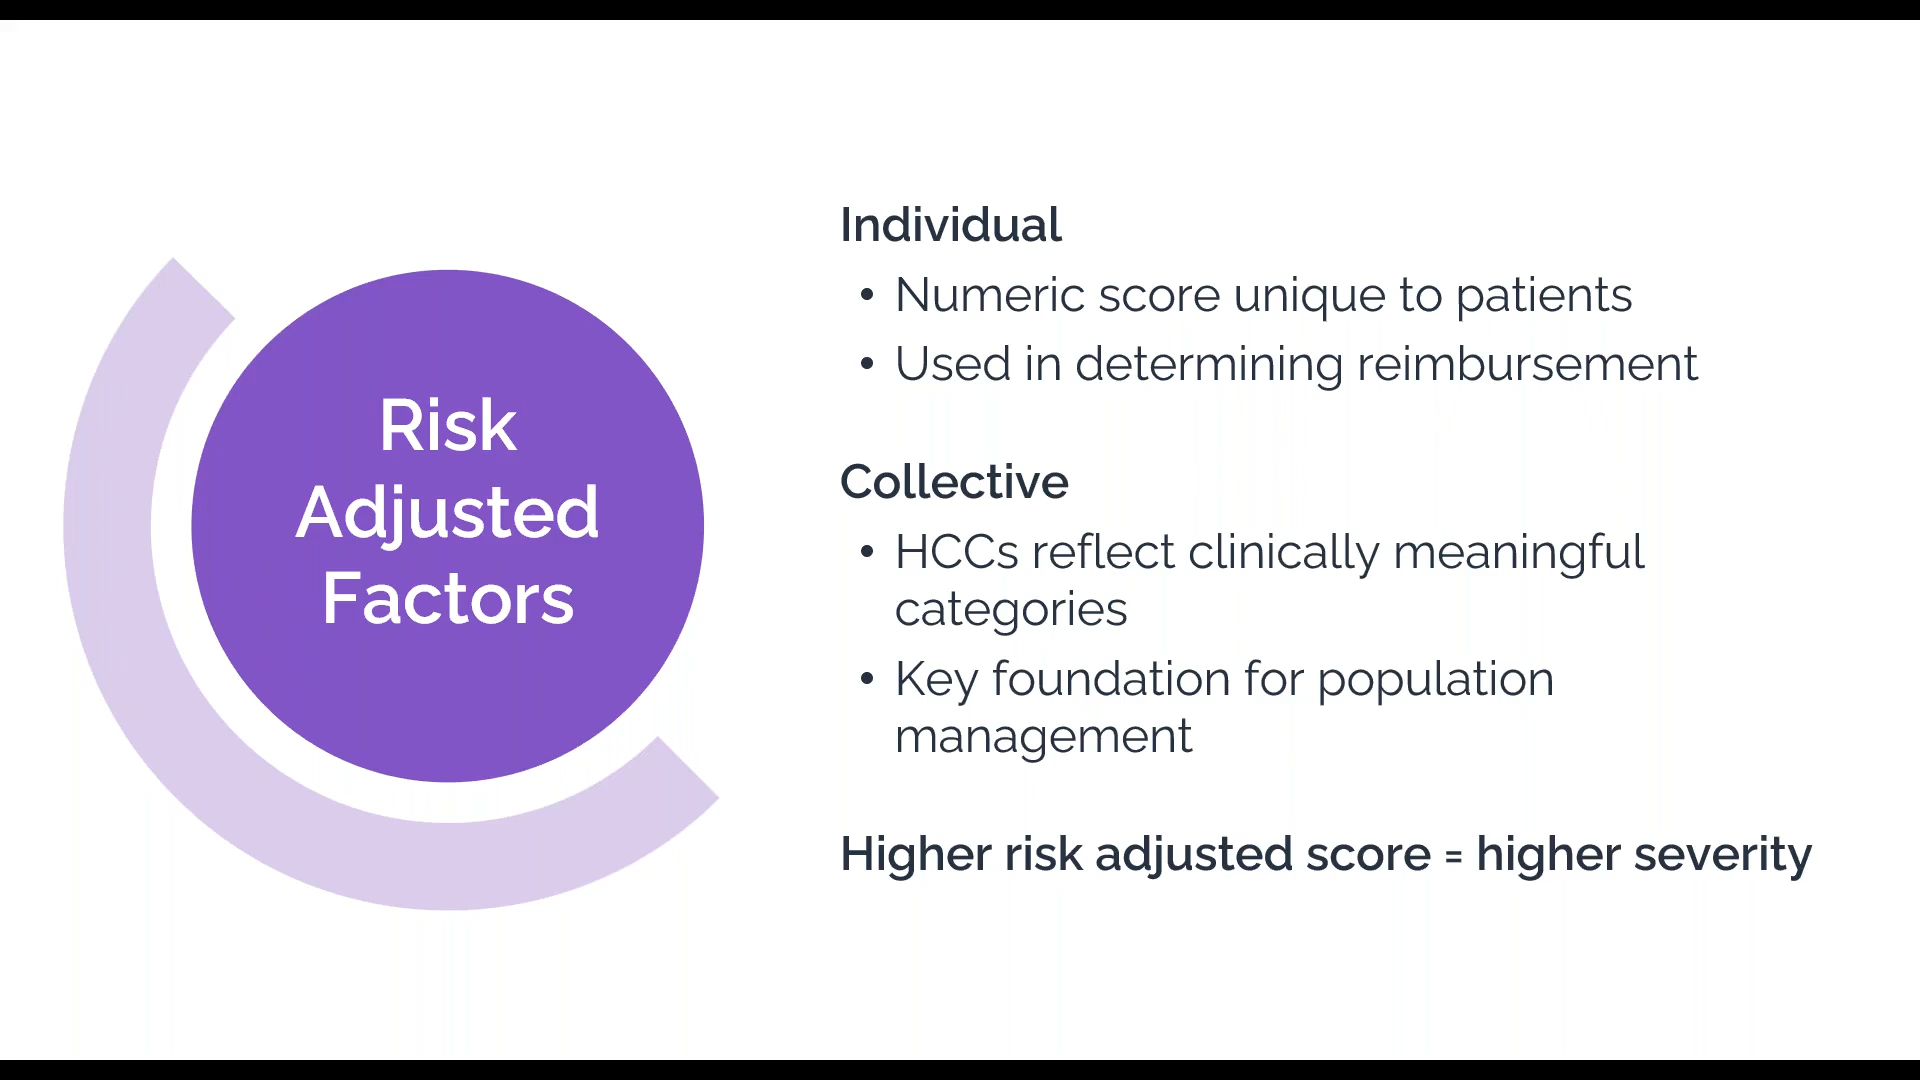 Risk
Adjusted
Factors
Individual
• Numeric score unique to patients
• Used in determining reimbursement
Collective
• HCCs reflect clinically meaningful
categories
• Key foundation for population
management
Higher risk adjusted score = higher severity